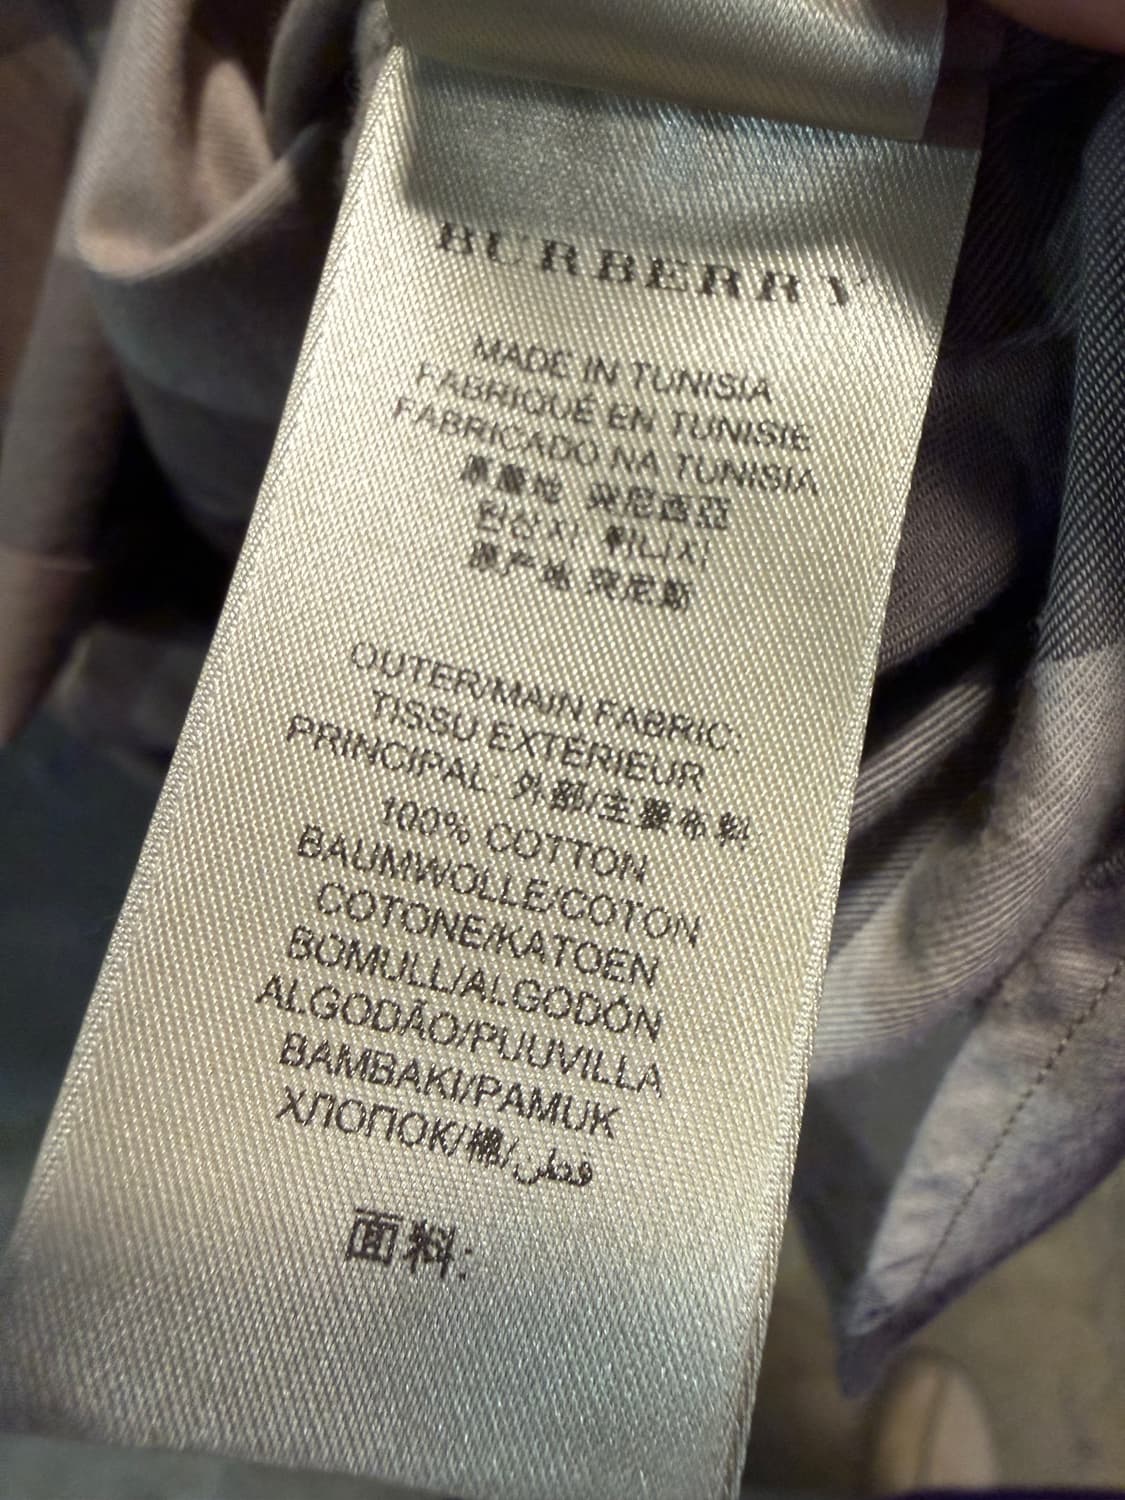 BURBERRY
MADE IN TUNISIA
FABRIQUÉ EN TUNISIE
FABRICADO NA TUNISIA
原產地 突尼西亞
원산지 튀니지
原产地 突尼斯
OUTER/MAIN FABRIC:
TISSU EXTÉRIEUR
PRINCIPAL: 外部/主要布料:
100% COTTON
BAUMWOLLE/COTON
COTONE/KATOEN
BOMULL/ALGODÓN
ALGODÃO/PUUVILLA
BAMBAKI/PAMUK
ХЛОПОК/棉/قطن
面料: